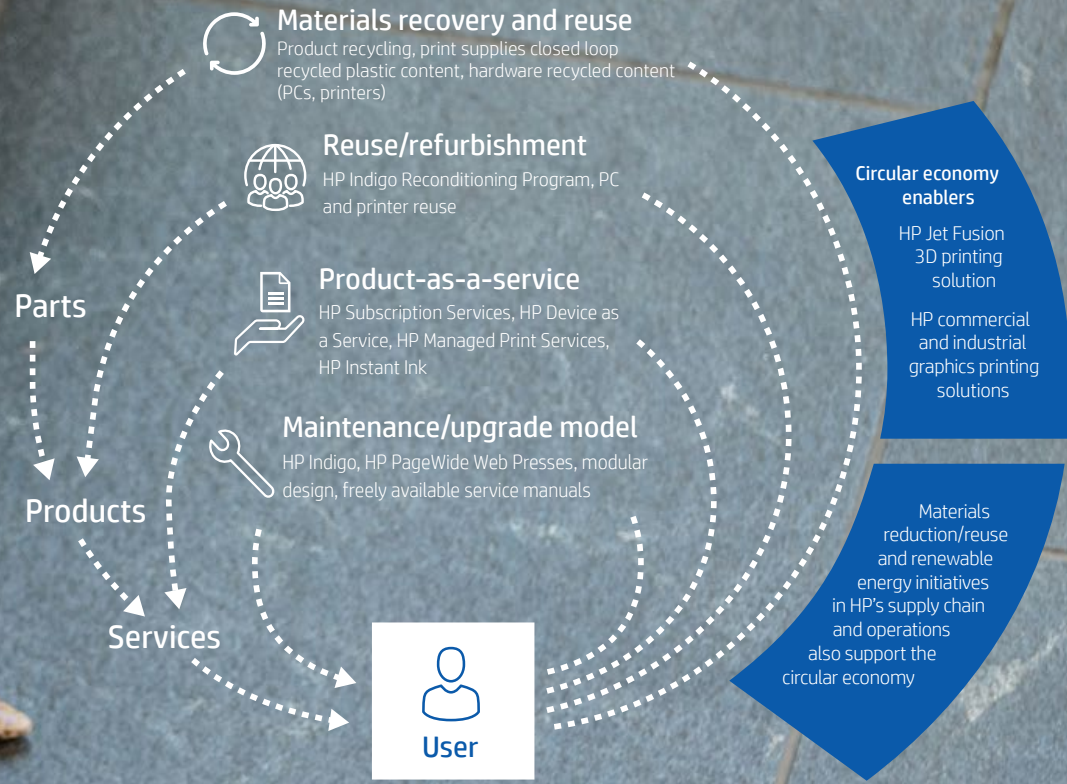 Materials recovery and reuse
Product recycling, print supplies closed loop
recycled plastic content, hardware recycled content
(PCs, printers)
Reuse/refurbishment
HP Indigo Reconditioning Program, PC
and printer reuse
Product-as-a-service
HP Subscription Services, HP Device as
a Service, HP Managed Print Services,
HP Instant Ink
Maintenance/upgrade model
HP Indigo, HP PageWide Web Presses, modular
design, freely available service manuals
Parts
Products
Services
User
Circular economy
enablers
HP Jet Fusion
3D printing
solution
HP commercial
and industrial
graphics printing
solutions
Materials
reduction/reuse
and renewable
energy initiatives
in HP's supply chain
and operations
also support the
circular economy